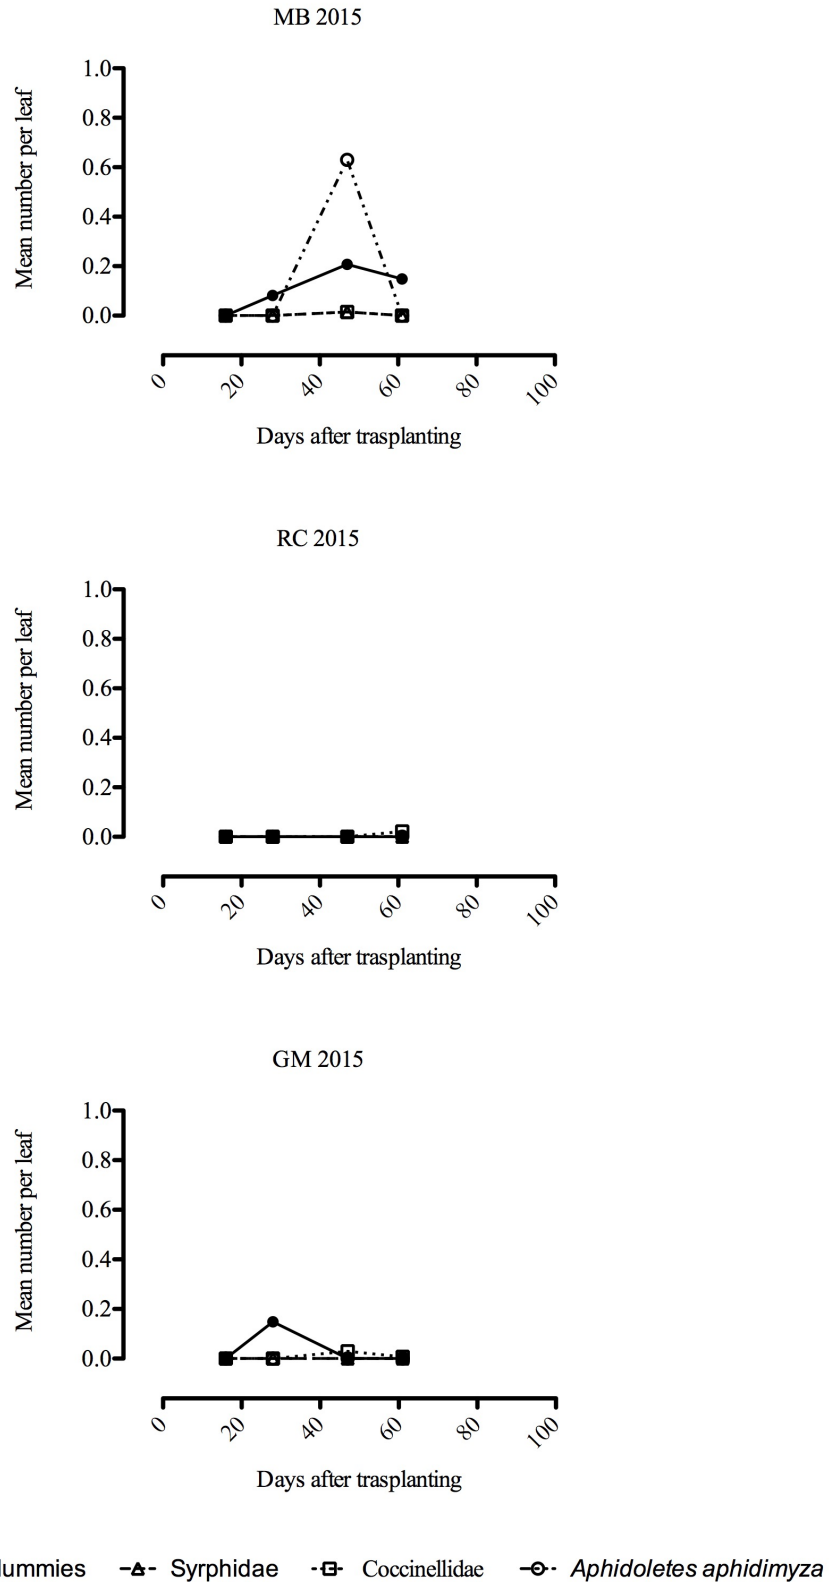 MB 2015
Mean number per leaf
1.0
0.8
0.6
0.4
0.2
0.0
0 20 40 60 80 100
Days after trasplanting
RC 2015
Mean number per leaf
1.0
0.8
0.6
0.4
0.2
0.0
0 20 40 60 80 100
Days after trasplanting
GM 2015
Mean number per leaf
1.0
0.8
0.6
0.4
0.2
0.0
0 20 40 60 80 100
Days after trasplanting
ummies Syrphidae Coccinellidae Aphidoletes aphidimyza